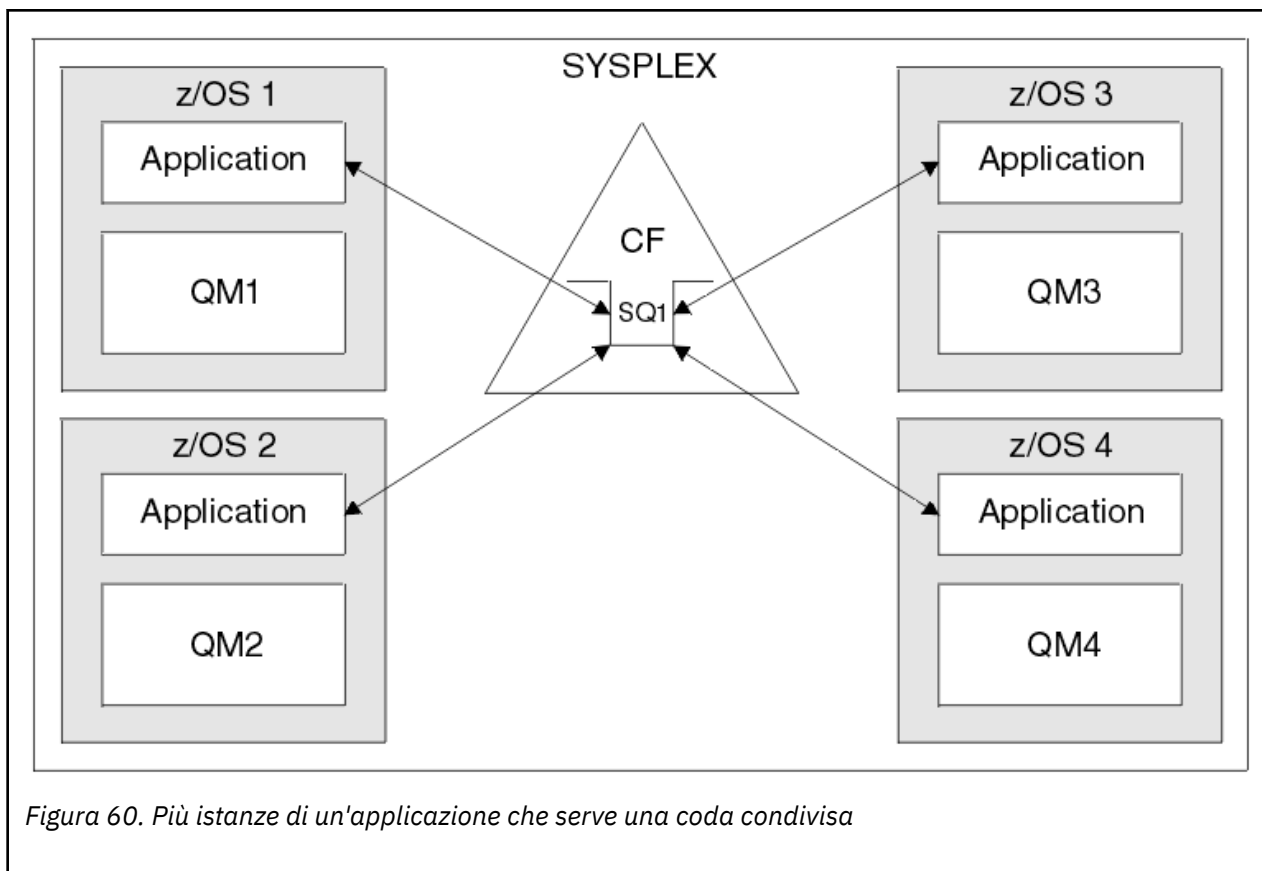 SYSPLEX
z/OS 1
Application
QM1
z/OS 2
Application
QM2
CF
SQ1
z/OS 3
Application
QM3
z/OS 4
Application
QM4
Figura 60. Più istanze di un'applicazione che serve una coda condivisa